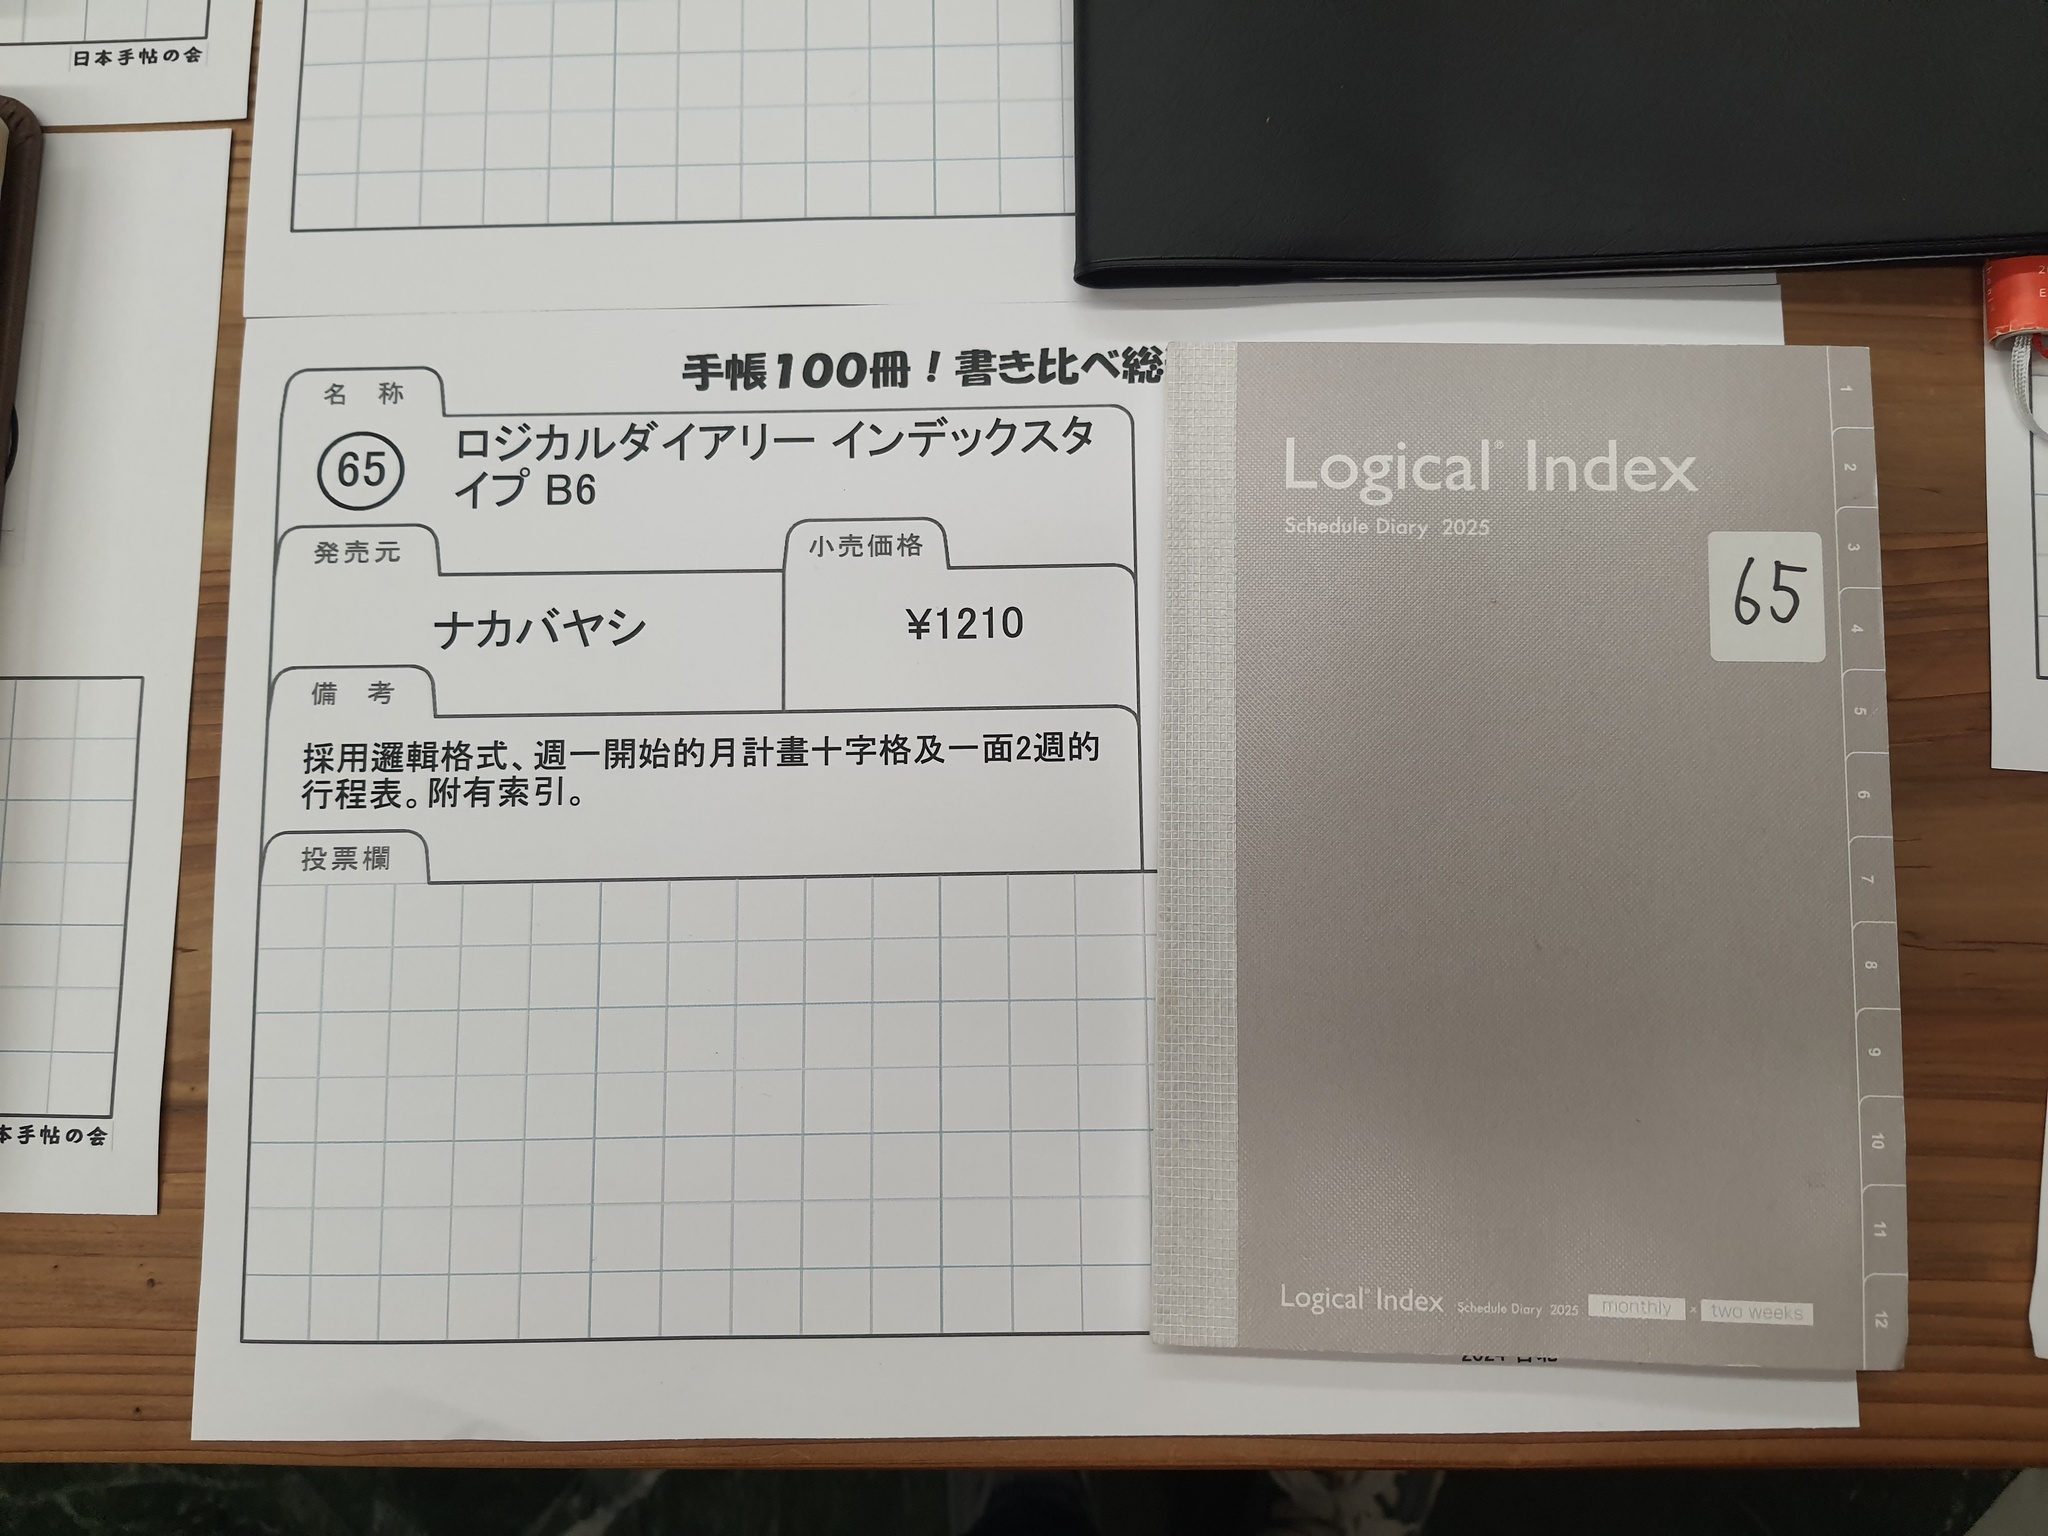 日本手帖の会
手帳100冊！書き比べ総
名 称
65
ロジカルダイアリー インデックスタ
イプ B6
発売元
ナカバヤシ
小売価格
¥1210
備 考
採用邏輯格式、週一開始的月計畫十字格及一面2週的
行程表。附有索引。
投票欄
本手帖の会
Logical® Index
Schedule Diary 2025
65
1
2
3
4
5
6
7
8
9
10
11
12
Logical® Index Schedule Diary 2025 monthly × two weeks